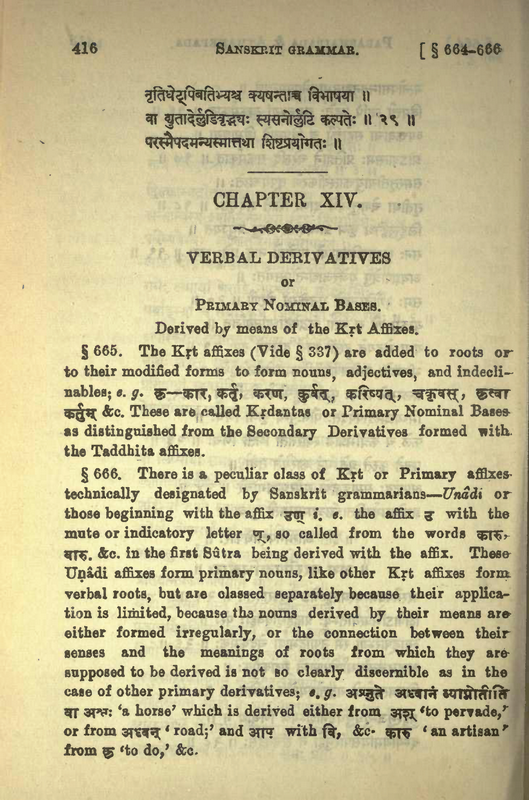 416 SANSKRIT GRAMMAR. [ § 664-666
नृतिधेट्पिबतिभ्यश्च क्यषन्ताच्च विभाषया ॥
वा द्युतादेर्लुङिवृद्भ्यः स्यसनोर्लुटि कल्पतेः ॥ २९ ॥
परस्मैपदमन्यस्मात्तथा शिष्टप्रयोगतः ॥
CHAPTER XIV.
VERBAL DERIVATIVES
or
PRIMARY NOMINAL BASES.
Derived by means of the Kṛt Affixes.
§ 665. The Kṛt affixes (Vide § 337) are added to roots or
to their modified forms to form nouns, adjectives, and indecli-
nables; e. g. कृ—कार, कर्तृ, करण, कुर्वत्, करिष्यत्, चकृवस्, कृत्वा
कर्तुम् &c. These are called Kṛdantas or Primary Nominal Bases
as distinguished from the Secondary Derivatives formed with
the Taddhita affixes.
§ 666. There is a peculiar class of Kṛt or Primary affixes
technically designated by Sanskrit grammarians—Unâdi or
those beginning with the affix उण् i. e. the affix उ with the
mute or indicatory letter ण्, so called from the words कारु,
वारु. &c. in the first Sûtra being derived with the affix. These
Uṇâdi affixes form primary nouns, like other Kṛt affixes form
verbal roots, but are classed separately because their applica-
tion is limited, because the nouns derived by their means are
either formed irregularly, or the connection between their
senses and the meanings of roots from which they are
supposed to be derived is not so clearly discernible as in the
case of other primary derivatives; e. g. अश्नुते अध्वानं व्याप्नोतीति
वा अश्वः 'a horse' which is derived either from अश् 'to pervade,'
or from अध्वन् 'road;' and आप with वि, &c. कारु 'an artisan'
from कृ 'to do,' &c.